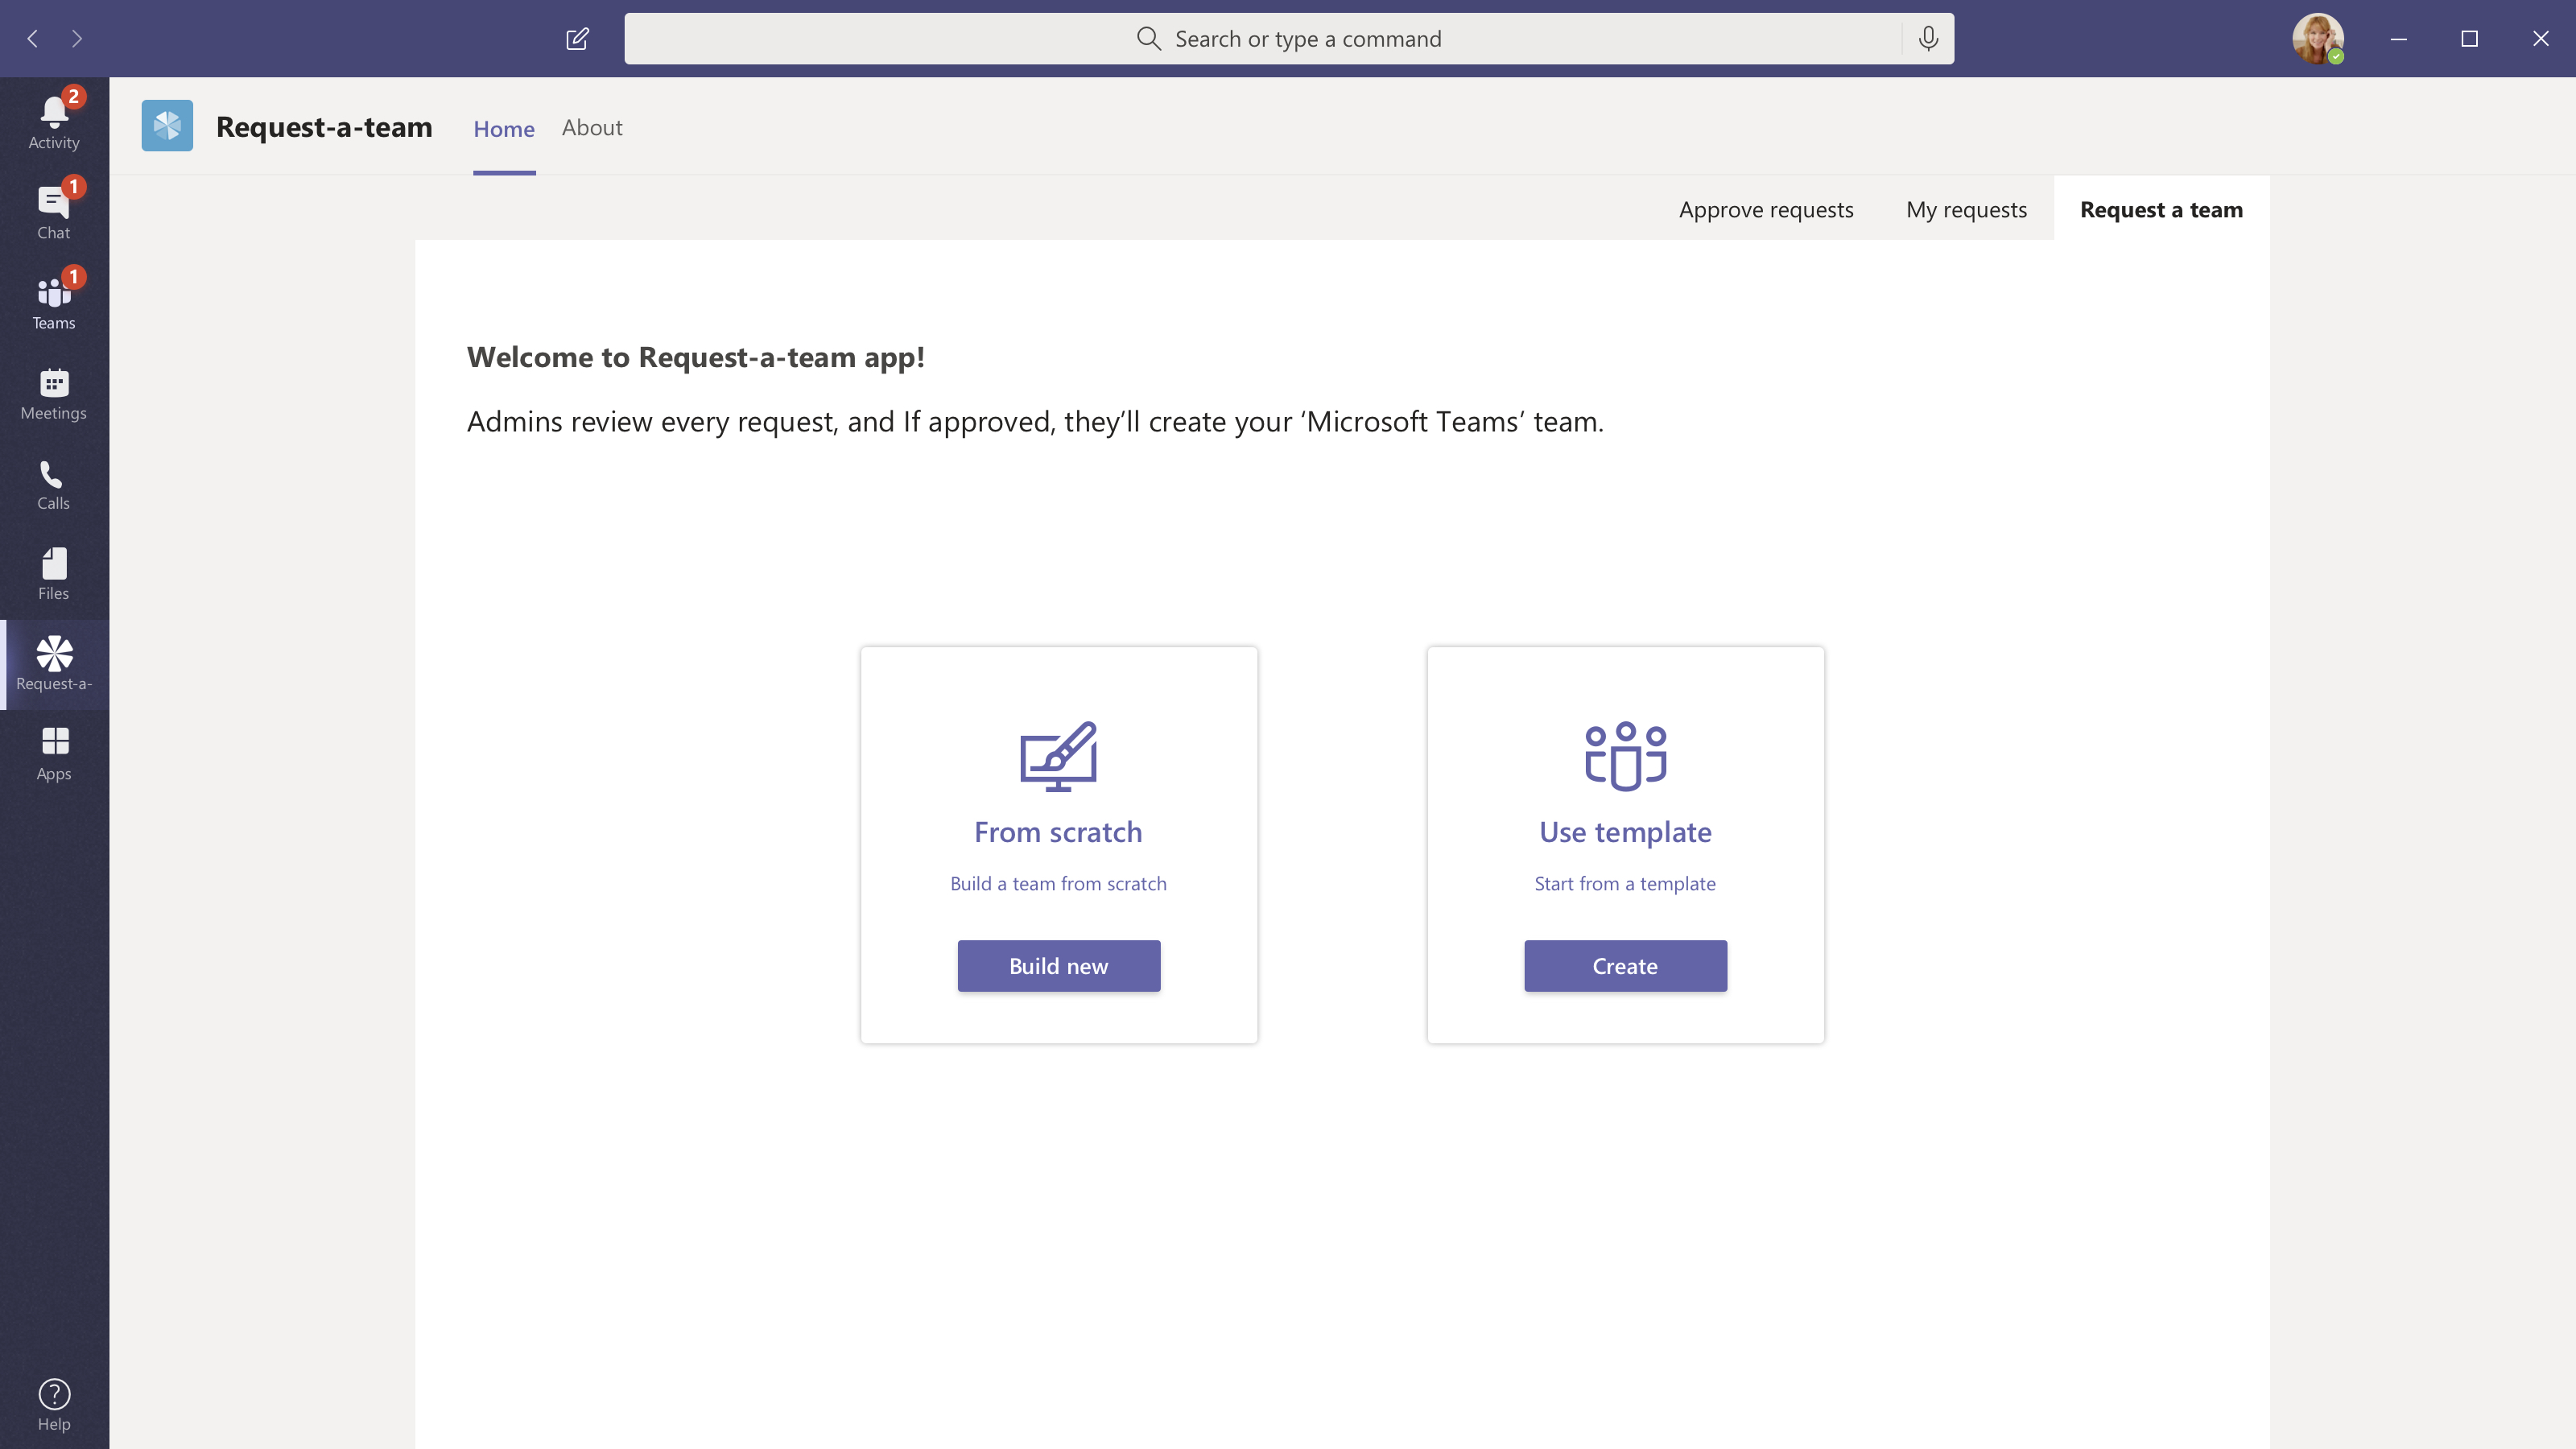 Search or type a command
2
Activity
1
Chat
1
Teams
Meetings
Calls
Files
Request-a-
Apps
Help
Request-a-team
Home
About
Approve requests
My requests
Request a team
Welcome to Request-a-team app!
Admins review every request, and If approved, they’ll create your ‘Microsoft Teams’ team.
From scratch
Build a team from scratch
Build new
Use template
Start from a template
Create